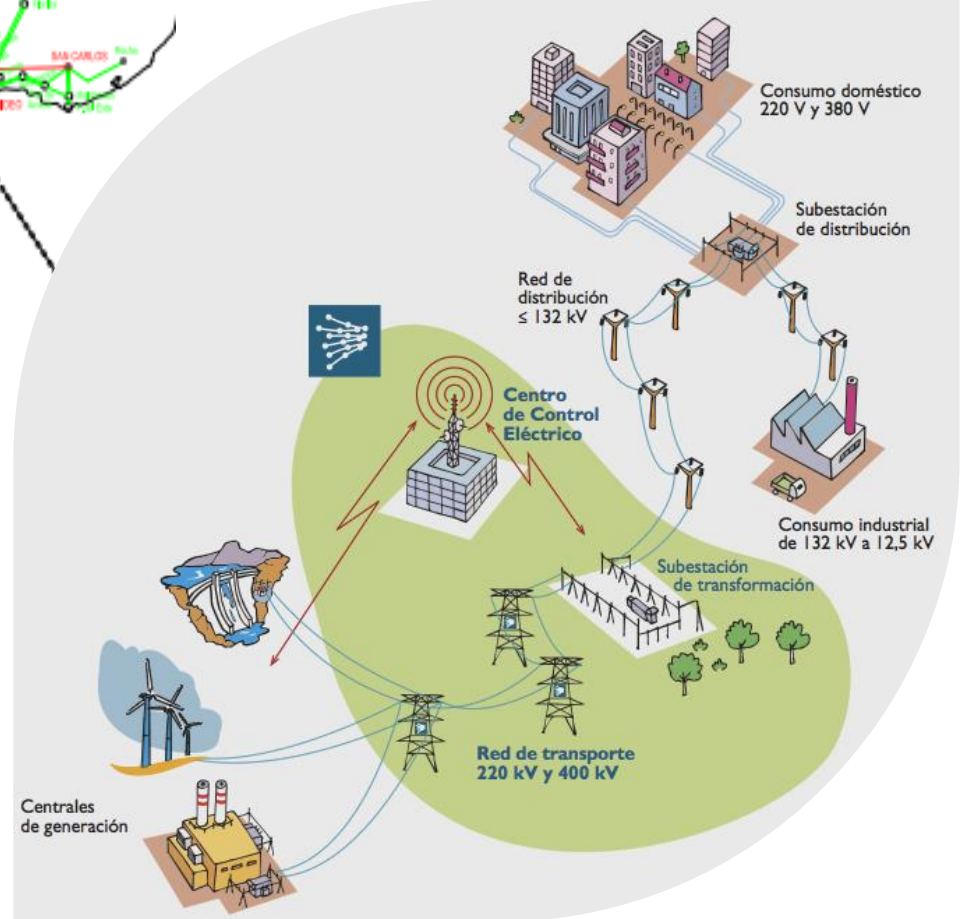 SAN CARLOS
Consumo doméstico
220 V y 380 V
Subestación
de distribución
Red de
distribución
≤ 132 kV
Centro
de Control
Eléctrico
Consumo industrial
de 132 kV a 12,5 kV
Subestación
de transformación
Red de transporte
220 kV y 400 kV
Centrales
de generación